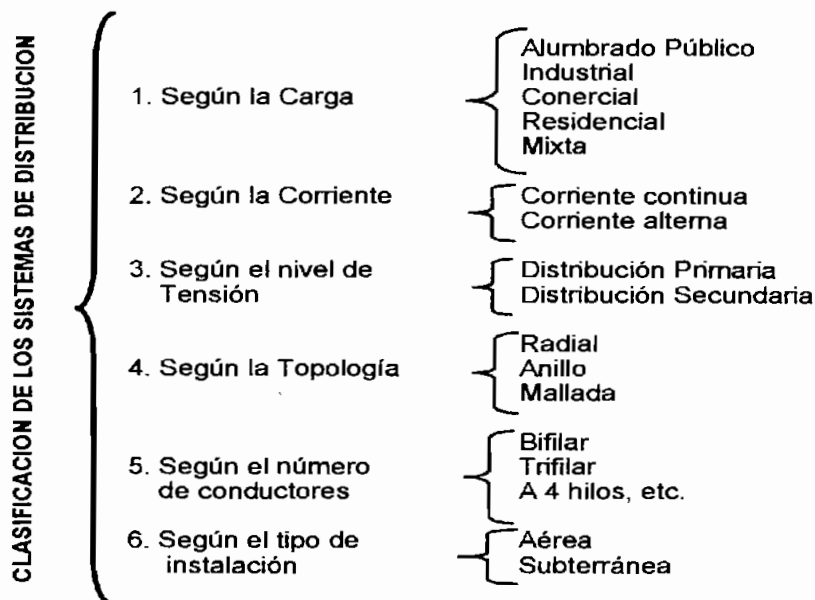 CLASIFICACION DE LOS SISTEMAS DE DISTRIBUCION
1. Según la Carga
Alumbrado Público
Industrial
Conercial
Residencial
Mixta
2. Según la Corriente
Corriente continua
Corriente alterna
3. Según el nivel de
Tensión
Distribución Primaria
Distribución Secundaria
4. Según la Topología
Radial
Anillo
Mallada
5. Según el número
de conductores
Bifilar
Trifilar
A 4 hilos, etc.
6. Según el tipo de
instalación
Aérea
Subterránea